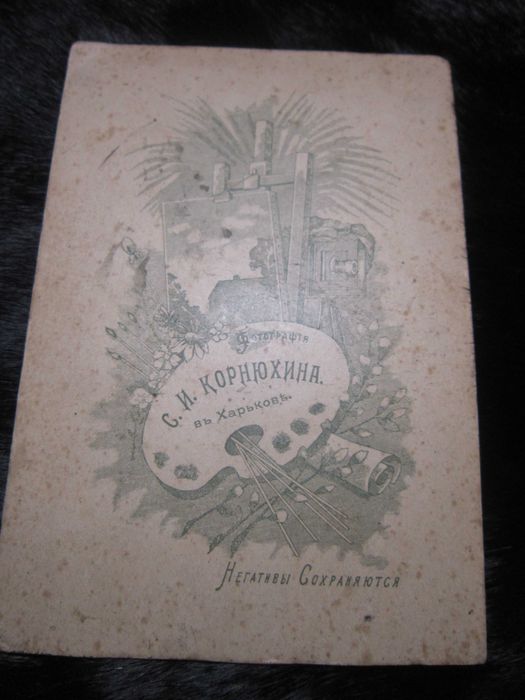 Фотографія
С. И. КОРНЮХИНА.
въ Харьковѣ.
Негативы Сохраняются